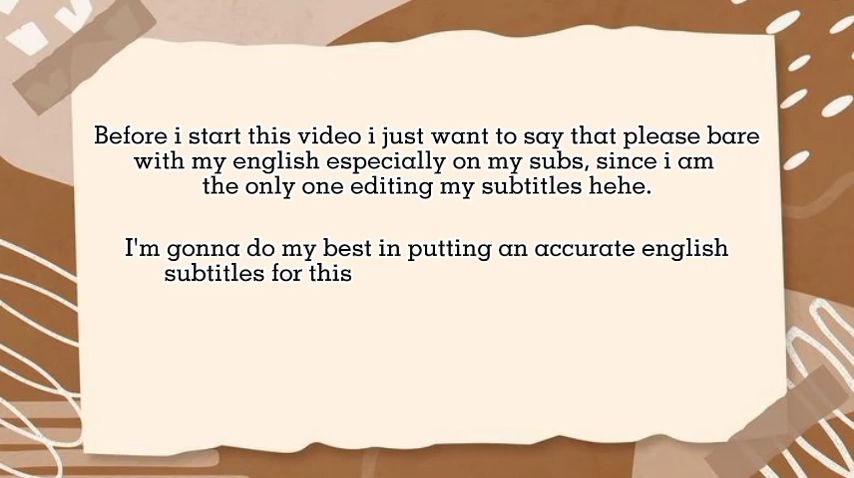 Before i start this video i just want to say that please bare
with my english especially on my subs, since i am
the only one editing my subtitles hehe.
I'm gonna do my best in putting an accurate english
subtitles for this